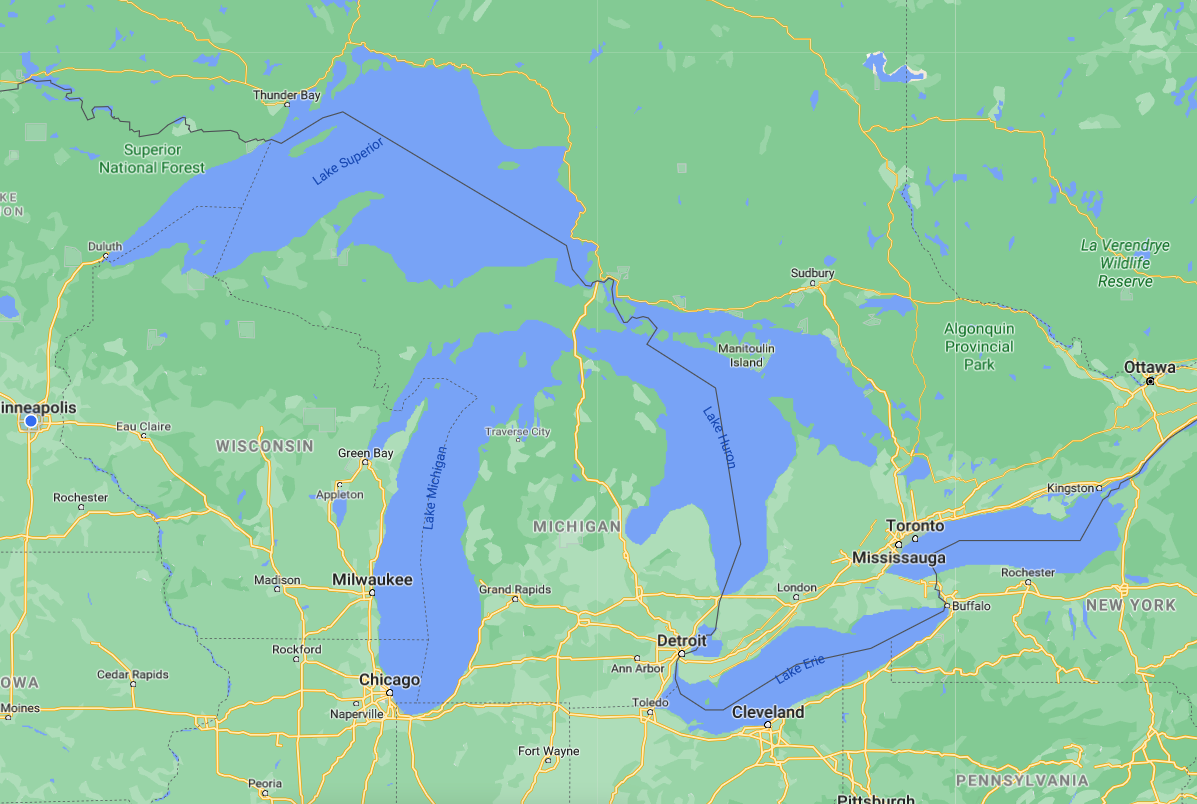 Thunder Bay
Superior
National Forest
Lake Superior
KE
ION
Duluth
La Verendrye
Wildlife
Reserve
Sudbury
Algonquin
Provincial
Park
Manitoulin
Island
Ottawa
inneapolis
Eau Claire
WISCONSIN
Traverse City
Lake Huron
Green Bay
Lake Michigan
Appleton
Rochester
Kingston
MICHIGAN
Toronto
Mississauga
Madison
Milwaukee
Grand Rapids
London
Rochester
Buffalo
NEW YORK
Rockford
Detroit
Ann Arbor
Lake Erie
Cedar Rapids
OWA
Chicago
Naperville
Moines
Toledo
Cleveland
Fort Wayne
Peoria
PENNSYLVANIA
Pittsburgh